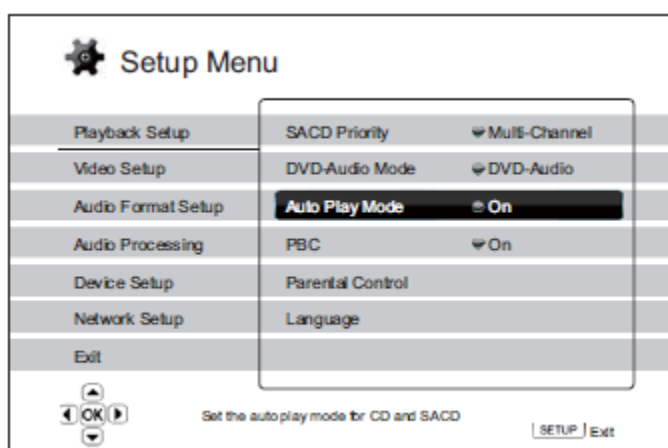 Setup Menu
Playback Setup
SACD Priority
Multi-Channel
Video Setup
DVD-Audio Mode
DVD-Audio
Audio Format Setup
Auto Play Mode
On
Audio Processing
PBC
On
Device Setup
Parental Control
Network Setup
Language
Exit
OK
Set the auto play mode for CD and SACD
SETUP Exit